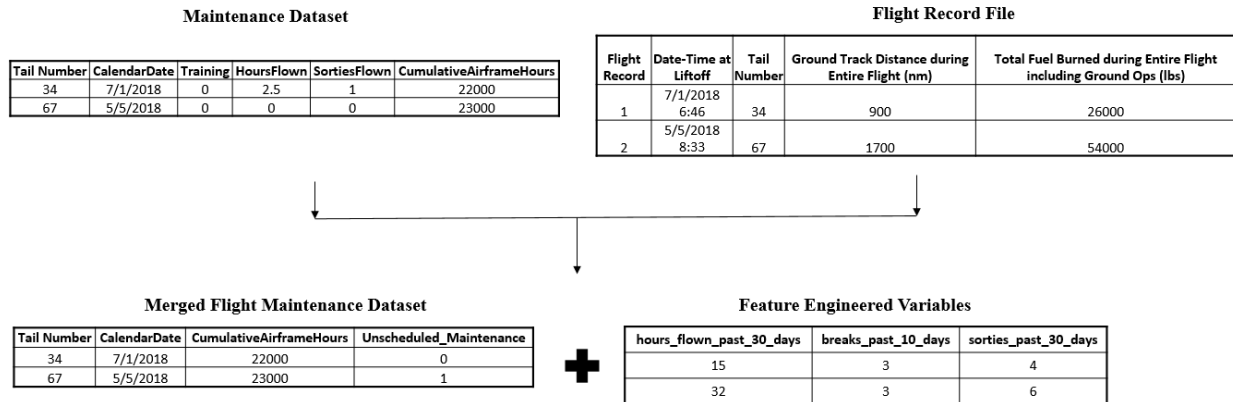 Maintenance Dataset
Tail Number CalendarDate Training HoursFlown SortiesFlown CumulativeAirframeHours
34 7/1/2018 0 2.5 1 22000
67 5/5/2018 0 0 0 23000
Flight Record File
Flight Date-Time at Tail Ground Track Distance during Total Fuel Burned during Entire Flight
Record Liftoff Number Entire Flight (nm) including Ground Ops (lbs)
7/1/2018
1 6:46 34 900 26000
5/5/2018
2 8:33 67 1700 54000
Merged Flight Maintenance Dataset
Tail Number CalendarDate CumulativeAirframeHours Unscheduled_Maintenance
34 7/1/2018 22000 0
67 5/5/2018 23000 1
Feature Engineered Variables
hours_flown_past_30_days breaks_past_10_days sorties_past_30_days
15 3 4
32 3 6